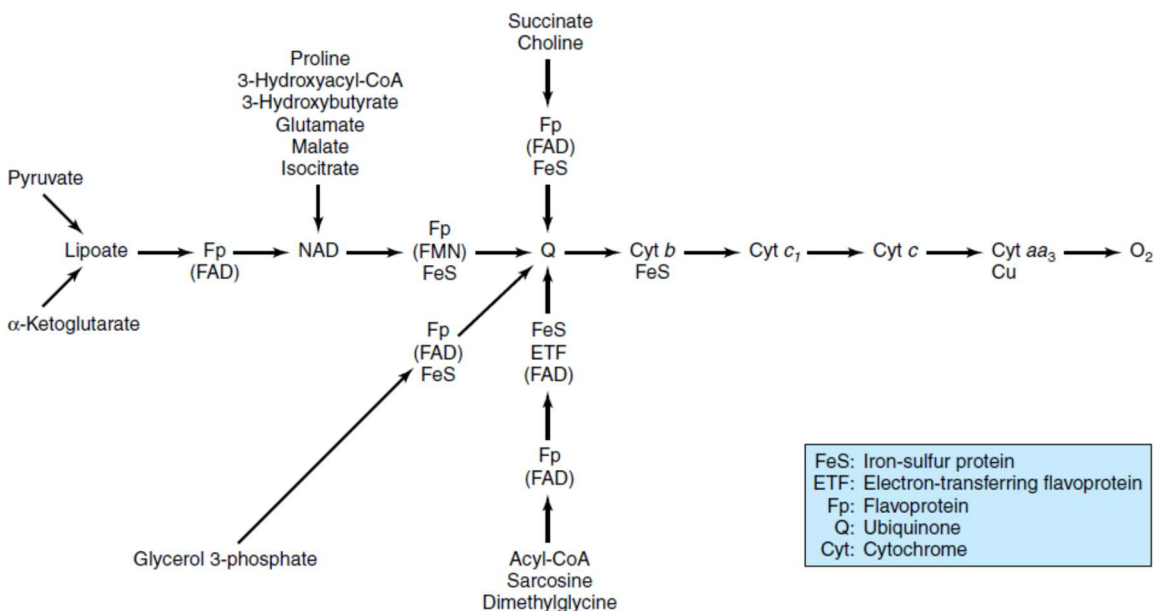 Succinate
Choline
Proline
3-Hydroxyacyl-CoA
3-Hydroxybutyrate
Glutamate
Malate
Isocitrate
Fp
(FAD)
FeS
Pyruvate
Lipoate
Fp
(FAD)
NAD
Fp
(FMN)
FeS
Q
Cyt b
FeS
Cyt c₁
Cyt c
Cyt aa₃
Cu
O₂
α-Ketoglutarate
Fp
(FAD)
FeS
FeS
ETF
(FAD)
Fp
(FAD)
Glycerol 3-phosphate
Acyl-CoA
Sarcosine
Dimethylglycine
FeS: Iron-sulfur protein
ETF: Electron-transferring flavoprotein
Fp: Flavoprotein
Q: Ubiquinone
Cyt: Cytochrome